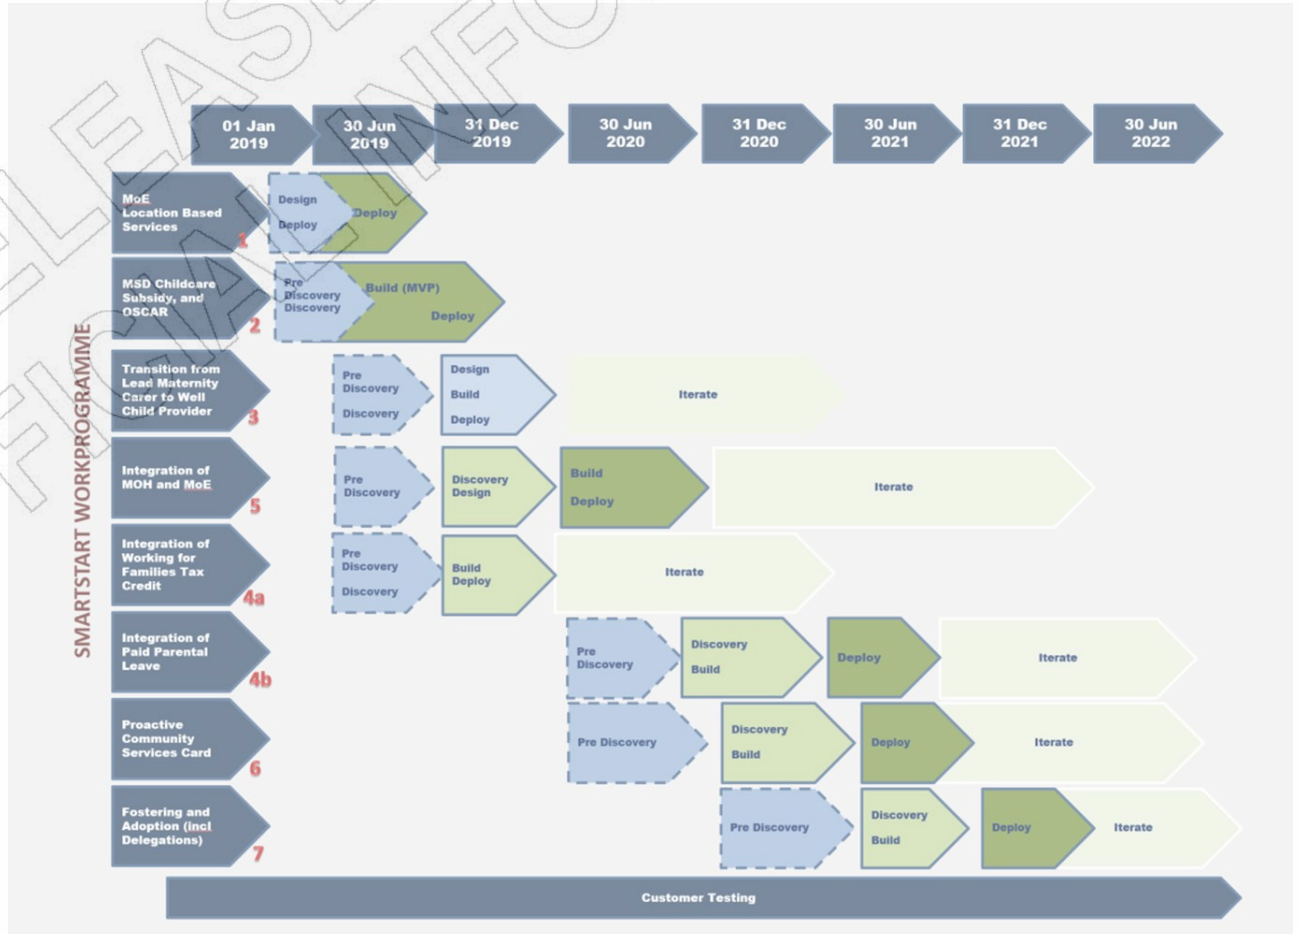 01 Jan
2019
30 Jun
2019
31 Dec
2019
30 Jun
2020
31 Dec
2020
30 Jun
2021
31 Dec
2021
30 Jun
2022
SMARTSTART WORKPROGRAMME
MoE
Location Based
Services
1
Design
Deploy
Deploy
MSD Childcare
Subsidy, and
OSCAR
2
Pre
Discovery
Discovery
Build (MVP)
Deploy
Transition from
Lead Maternity
Carer to Well
Child Provider
3
Pre
Discovery
Discovery
Design
Build
Deploy
Iterate
Integration of
MOH and MoE
5
Pre
Discovery
Discovery
Design
Build
Deploy
Iterate
Integration of
Working for
Families Tax
Credit
4a
Pre
Discovery
Discovery
Build
Deploy
Iterate
Integration of
Paid Parental
Leave
4b
Pre
Discovery
Discovery
Build
Deploy
Iterate
Proactive
Community
Services Card
6
Pre Discovery
Discovery
Build
Deploy
Iterate
Fostering and
Adoption (incl
Delegations)
7
Pre Discovery
Discovery
Build
Deploy
Iterate
Customer Testing